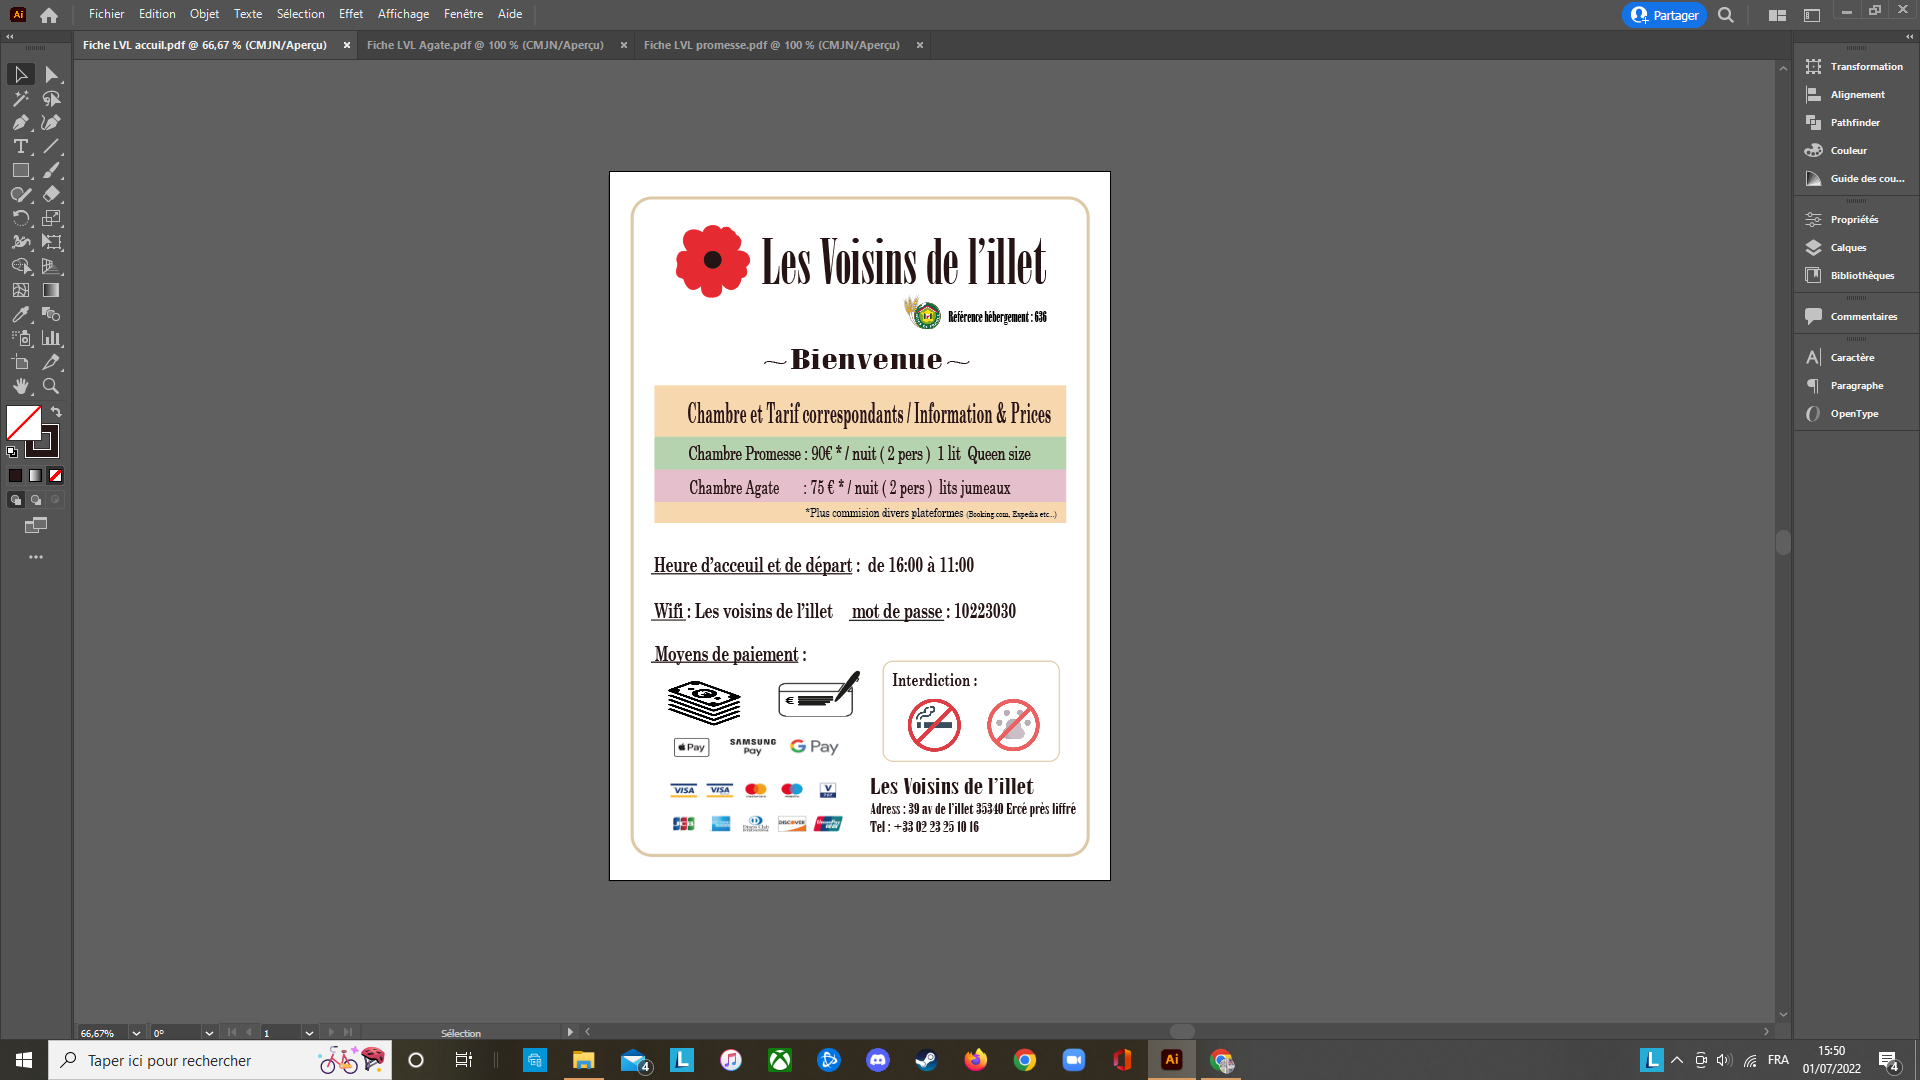 Ai Fichier Edition Objet Texte Sélection Effet Affichage Fenêtre Aide Partager
Fiche LVL accuil.pdf @ 66,67 % (CMJN/Aperçu) × Fiche LVL Agate.pdf @ 100 % (CMJN/Aperçu) × Fiche LVL promesse.pdf @ 100 % (CMJN/Aperçu) ×
Transformation
Alignement
Pathfinder
Couleur
Guide des cou...
Propriétés
Calques
Bibliothèques
Commentaires
Caractère
Paragraphe
OpenType
Les Voisins de l'illet
Référence hébergement : 636
~Bienvenue~
Chambre et Tarif correspondants / Information & Prices
Chambre Promesse : 90€ * / nuit ( 2 pers ) 1 lit Queen size
Chambre Agate : 75 € * / nuit ( 2 pers ) lits jumeaux
*Plus commision divers plateformes (Booking.com, Expedia etc...)
Heure d'acceuil et de départ : de 16:00 à 11:00
Wifi : Les voisins de l'illet mot de passe : 10223030
Moyens de paiement :
Interdiction :
€
Pay SAMSUNG Pay G Pay
VISA VISA V
JCB DISCOVER
Les Voisins de l'illet
Adress : 39 av de l'illet 35340 Ercé près liffré
Tel : +33 02 23 25 10 16
66,67% 0° 1 Sélection
Taper ici pour rechercher 4 L Ai L FRA 15:50
01/07/2022 4